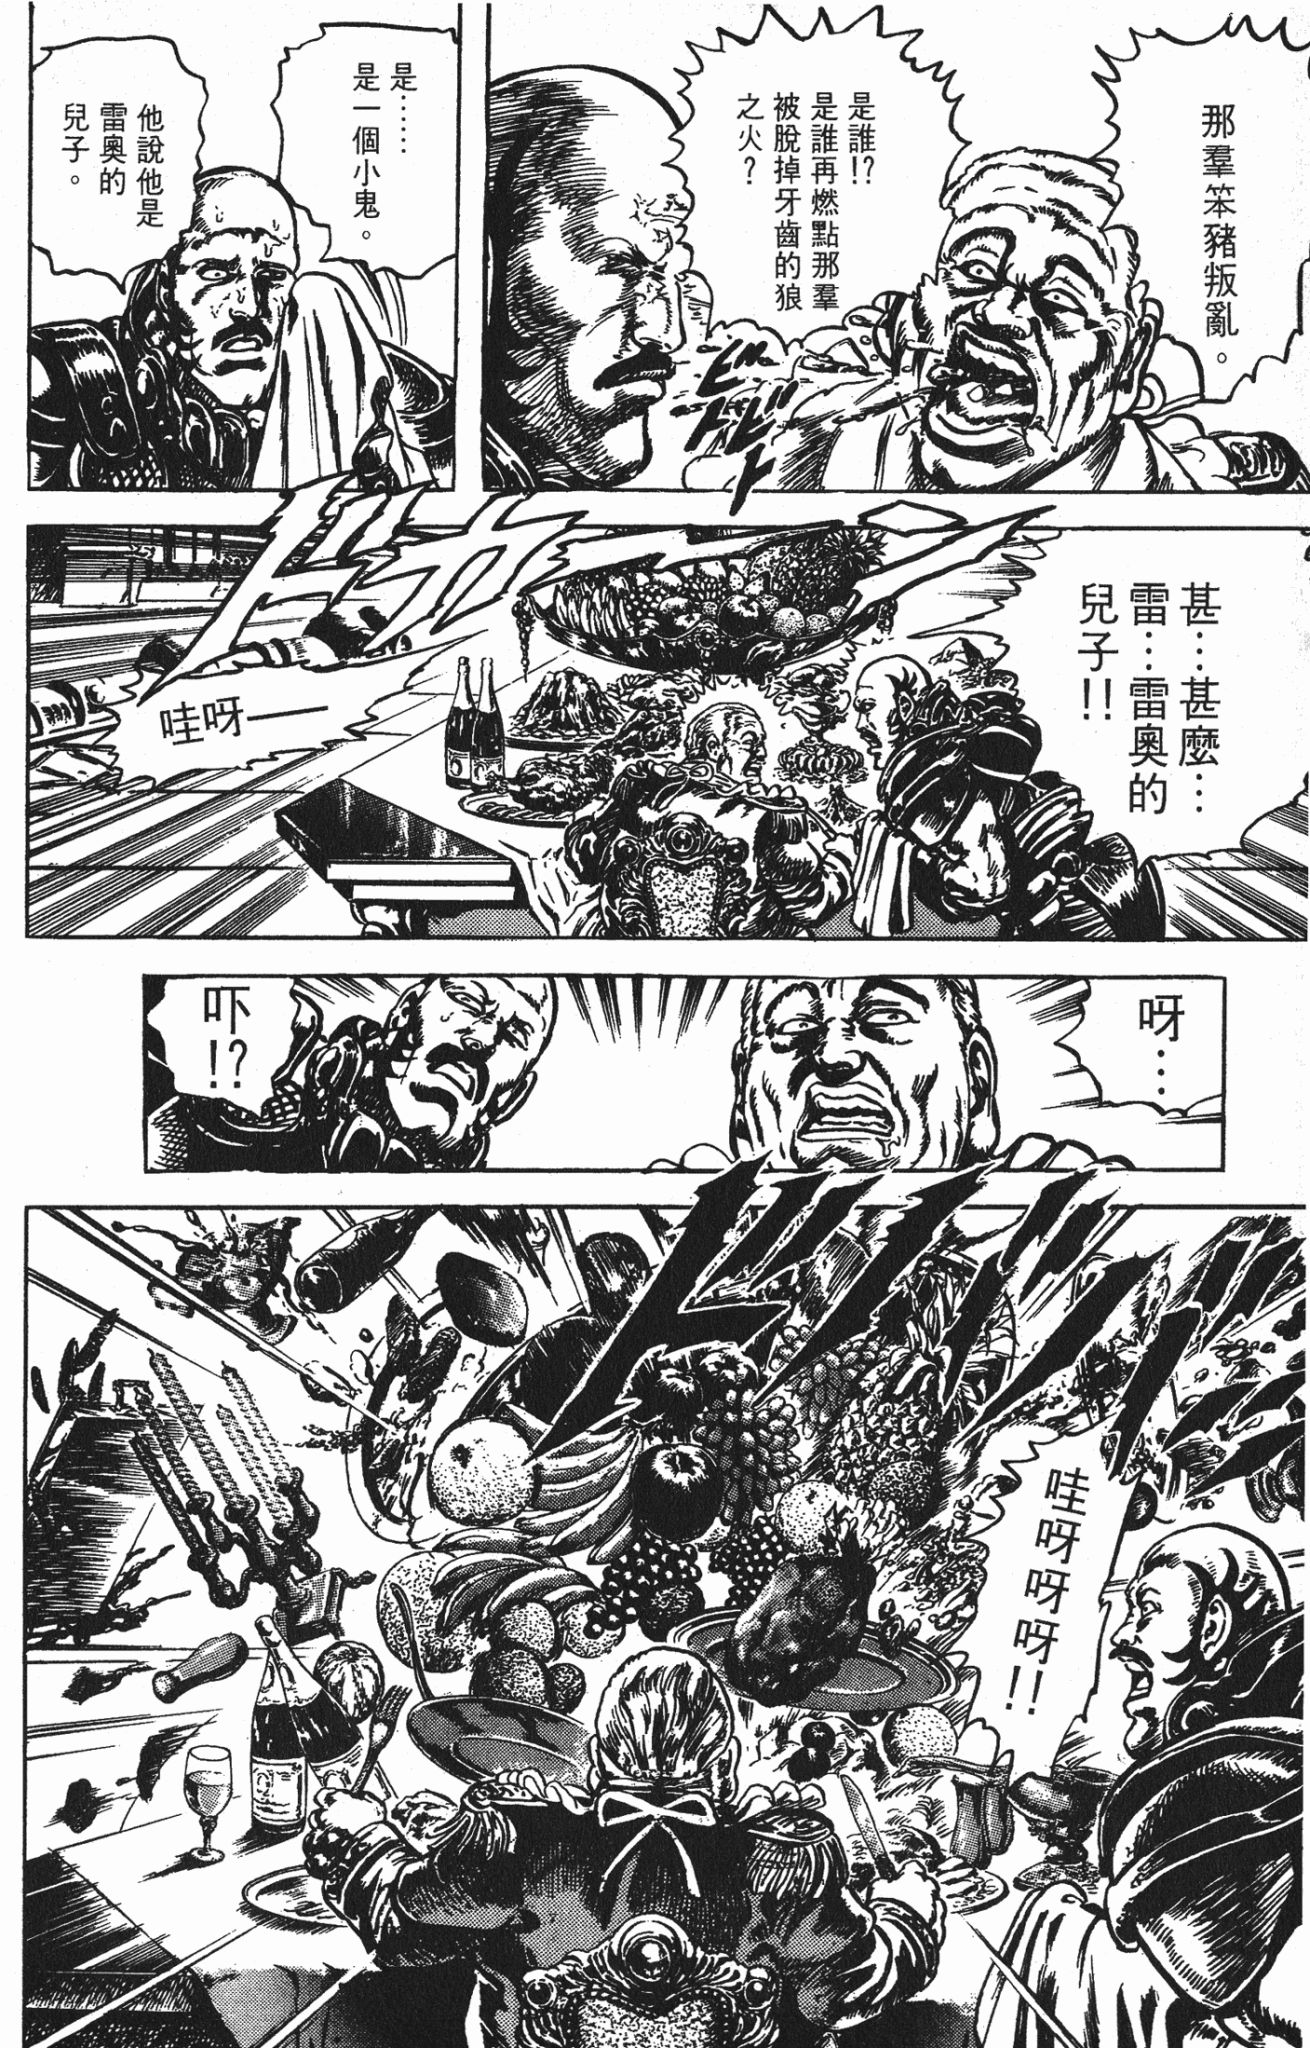 那羣笨豬叛亂。
是誰!?
是誰再燃點那羣
被脫掉牙齒的狼
之火？
是……
是一個小鬼。
他說他是
雷奧的
兒子。
甚…甚麼…
雷…雷奧的
兒子!!
哇呀——
呀…
吓!?
哇呀呀呀!!